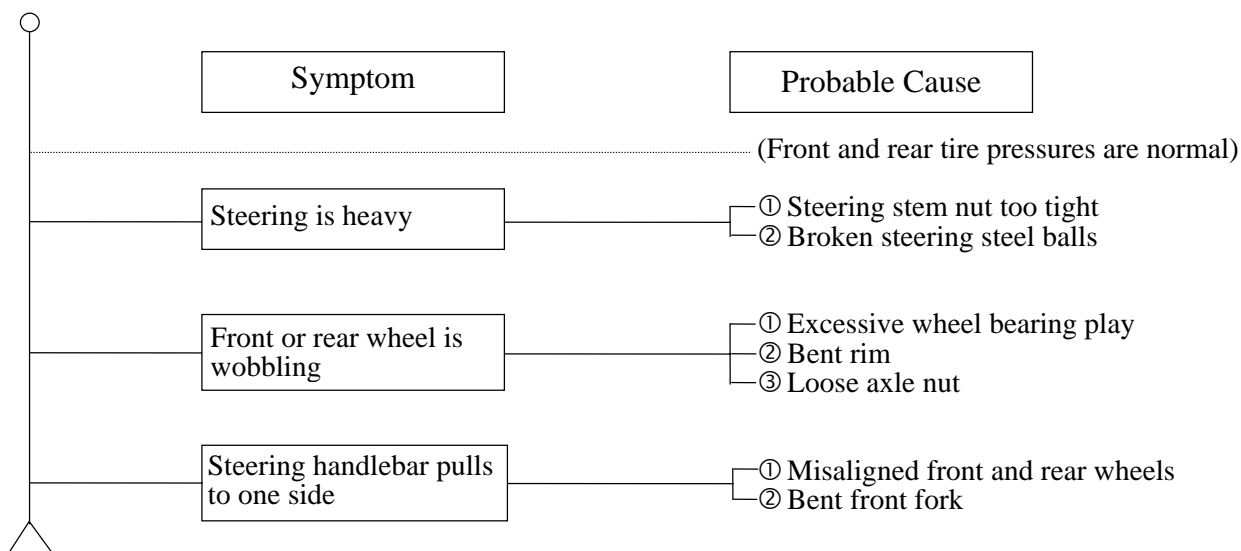 Symptom
Probable Cause
(Front and rear tire pressures are normal)
Steering is heavy
① Steering stem nut too tight
② Broken steering steel balls
Front or rear wheel is
wobbling
① Excessive wheel bearing play
② Bent rim
③ Loose axle nut
Steering handlebar pulls
to one side
① Misaligned front and rear wheels
② Bent front fork